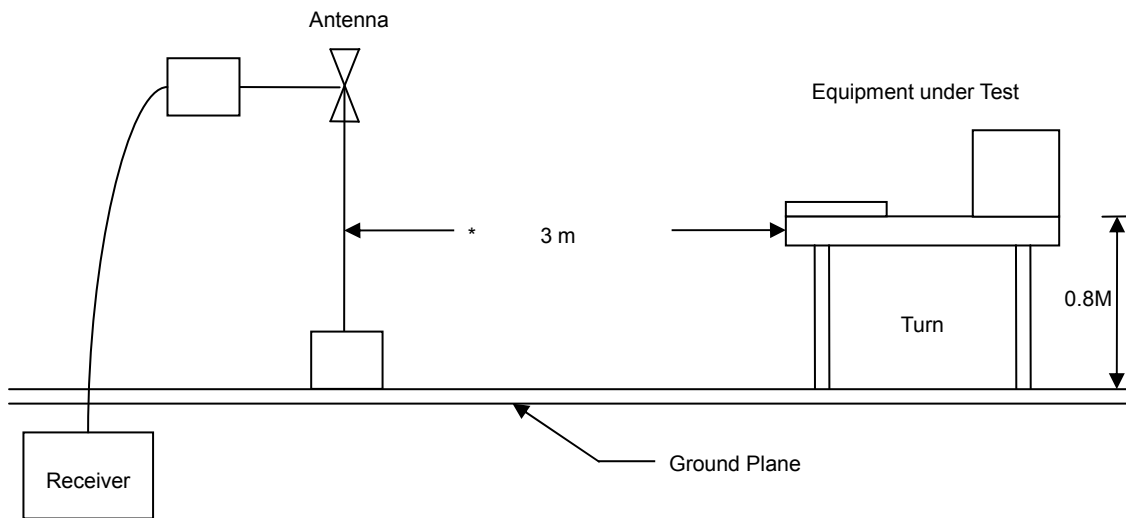 Antenna
Equipment under Test
* 3 m
0.8M
Turn
Receiver
Ground Plane